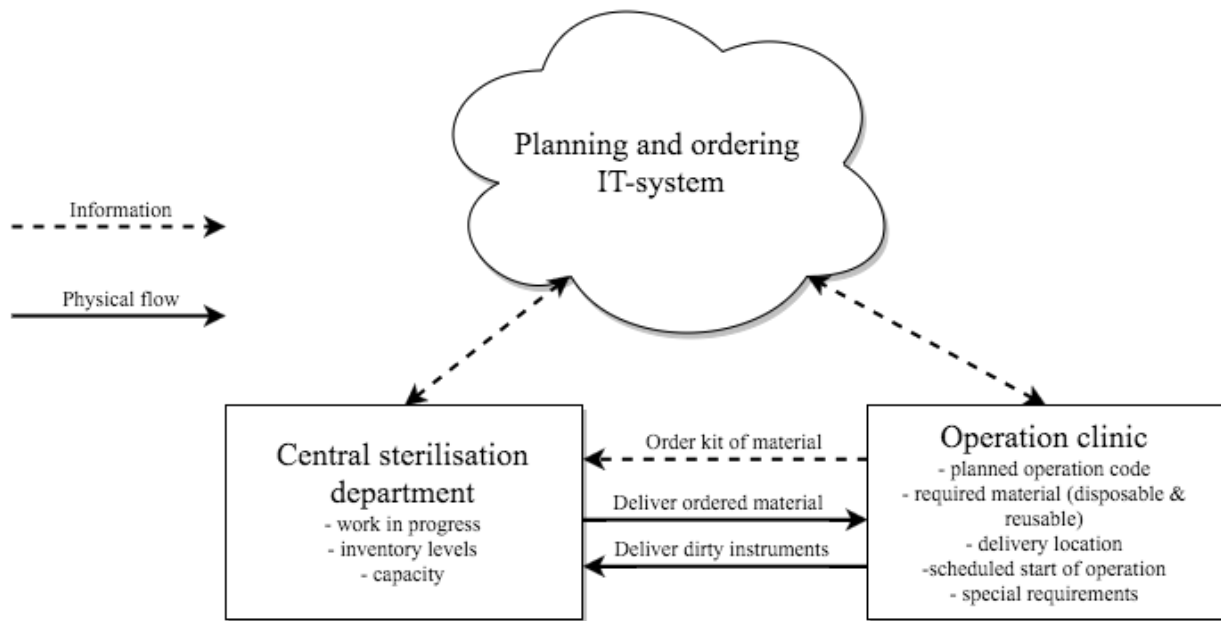 Planning and ordering
IT-system
Information
Physical flow
Central sterilisation
department
- work in progress
- inventory levels
- capacity
Order kit of material
Deliver ordered material
Deliver dirty instruments
Operation clinic
- planned operation code
- required material (disposable &
reusable)
- delivery location
-scheduled start of operation
- special requirements